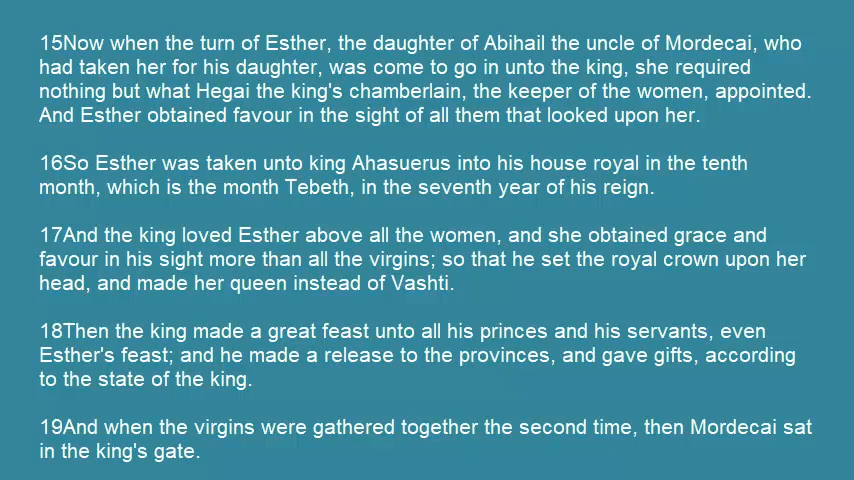 15Now when the turn of Esther, the daughter of Abihail the uncle of Mordecai, who
had taken her for his daughter, was come to go in unto the king, she required
nothing but what Hegai the king's chamberlain, the keeper of the women, appointed.
And Esther obtained favour in the sight of all them that looked upon her.
16So Esther was taken unto king Ahasuerus into his house royal in the tenth
month, which is the month Tebeth, in the seventh year of his reign.
17And the king loved Esther above all the women, and she obtained grace and
favour in his sight more than all the virgins; so that he set the royal crown upon her
head, and made her queen instead of Vashti.
18Then the king made a great feast unto all his princes and his servants, even
Esther's feast; and he made a release to the provinces, and gave gifts, according
to the state of the king.
19And when the virgins were gathered together the second time, then Mordecai sat
in the king's gate.